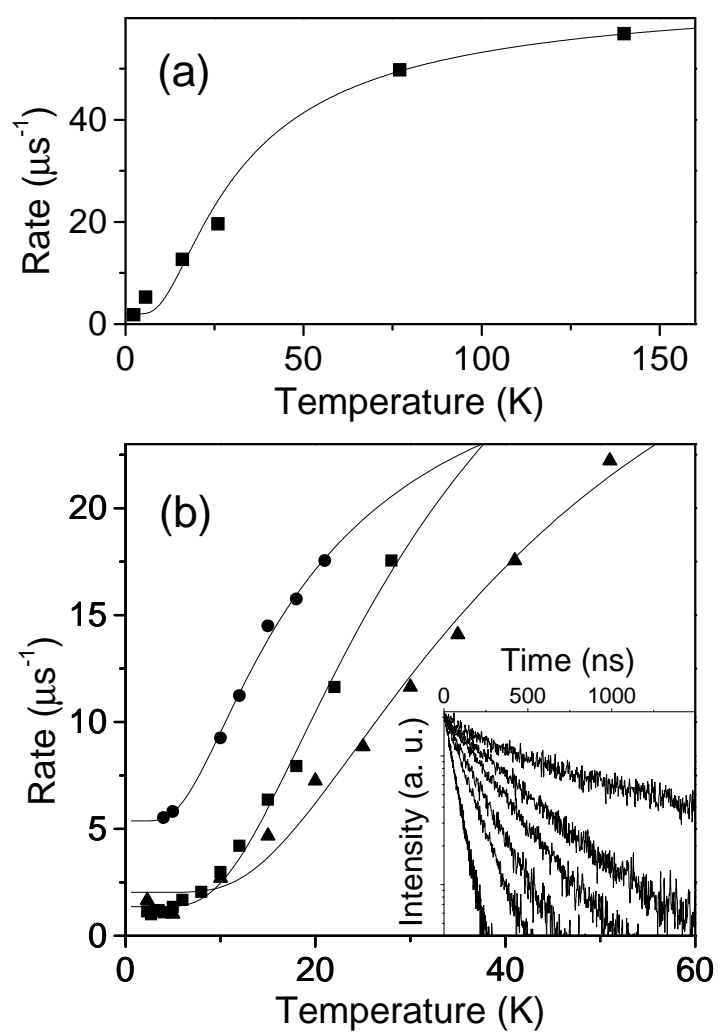 (a)
Rate (μs⁻¹)
40
20
0
0 50 100 150
Temperature (K)
(b)
Rate (μs⁻¹)
20
15
10
5
0
0 20 40 60
Temperature (K)
Time (ns)
0 500 1000
Intensity (a. u.)